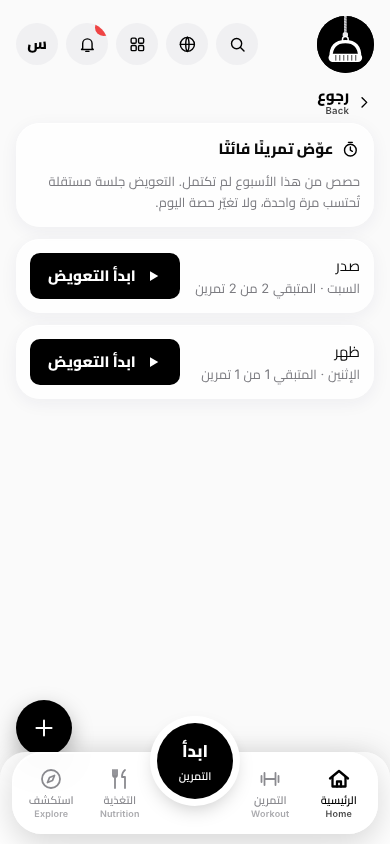 س
رجوع
Back
عوّض تمرينًا فائتًا
حصص من هذا الأسبوع لم تكتمل. التعويض جلسة مستقلة
تُحتسب مرة واحدة، ولا تغيّر حصة اليوم.
صدر
السبت · المتبقي 2 من 2 تمرين
ابدأ التعويض
ظهر
الإثنين · المتبقي 1 من 1 تمرين
ابدأ التعويض
ابدأ
التمرين
الرئيسية
Home
التمرين
Workout
التغذية
Nutrition
استكشف
Explore